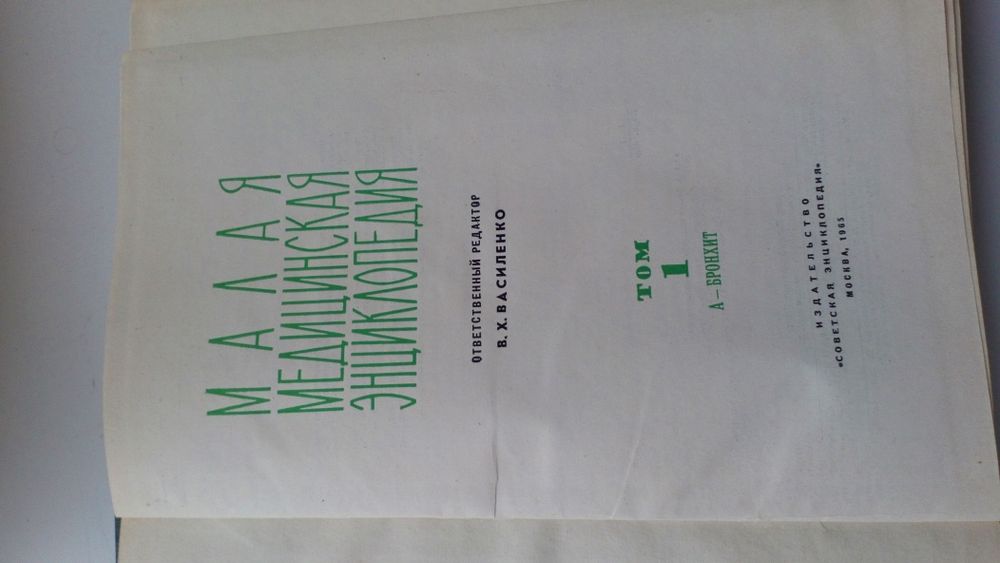 МАЛАЯ
МЕДИЦИНСКАЯ
ЭНЦИКЛОПЕДИЯ
ОТВЕТСТВЕННЫЙ РЕДАКТОР
В. Х. ВАСИЛЕНКО
ТОМ
1
А — БРОНХИТ
ИЗДАТЕЛЬСТВО
«СОВЕТСКАЯ ЭНЦИКЛОПЕДИЯ»
МОСКВА, 1965